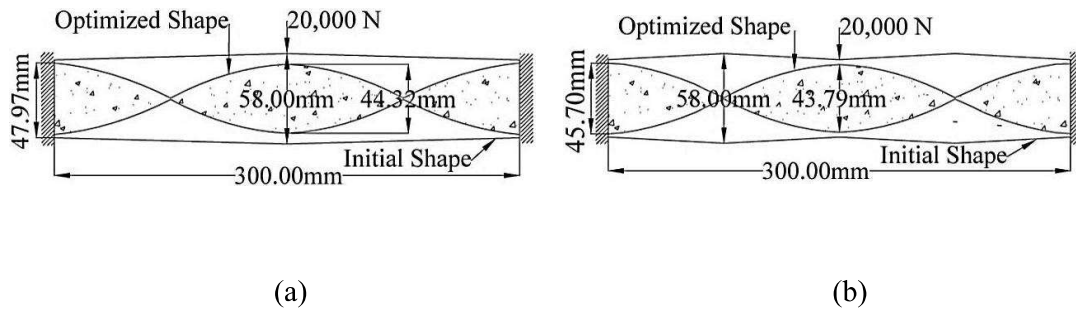 Optimized Shape
20,000 N
47.97mm
58.00mm
44.32mm
Initial Shape
300.00mm
(a)
Optimized Shape
20,000 N
45.70mm
58.00mm
43.79mm
Initial Shape
300.00mm
(b)